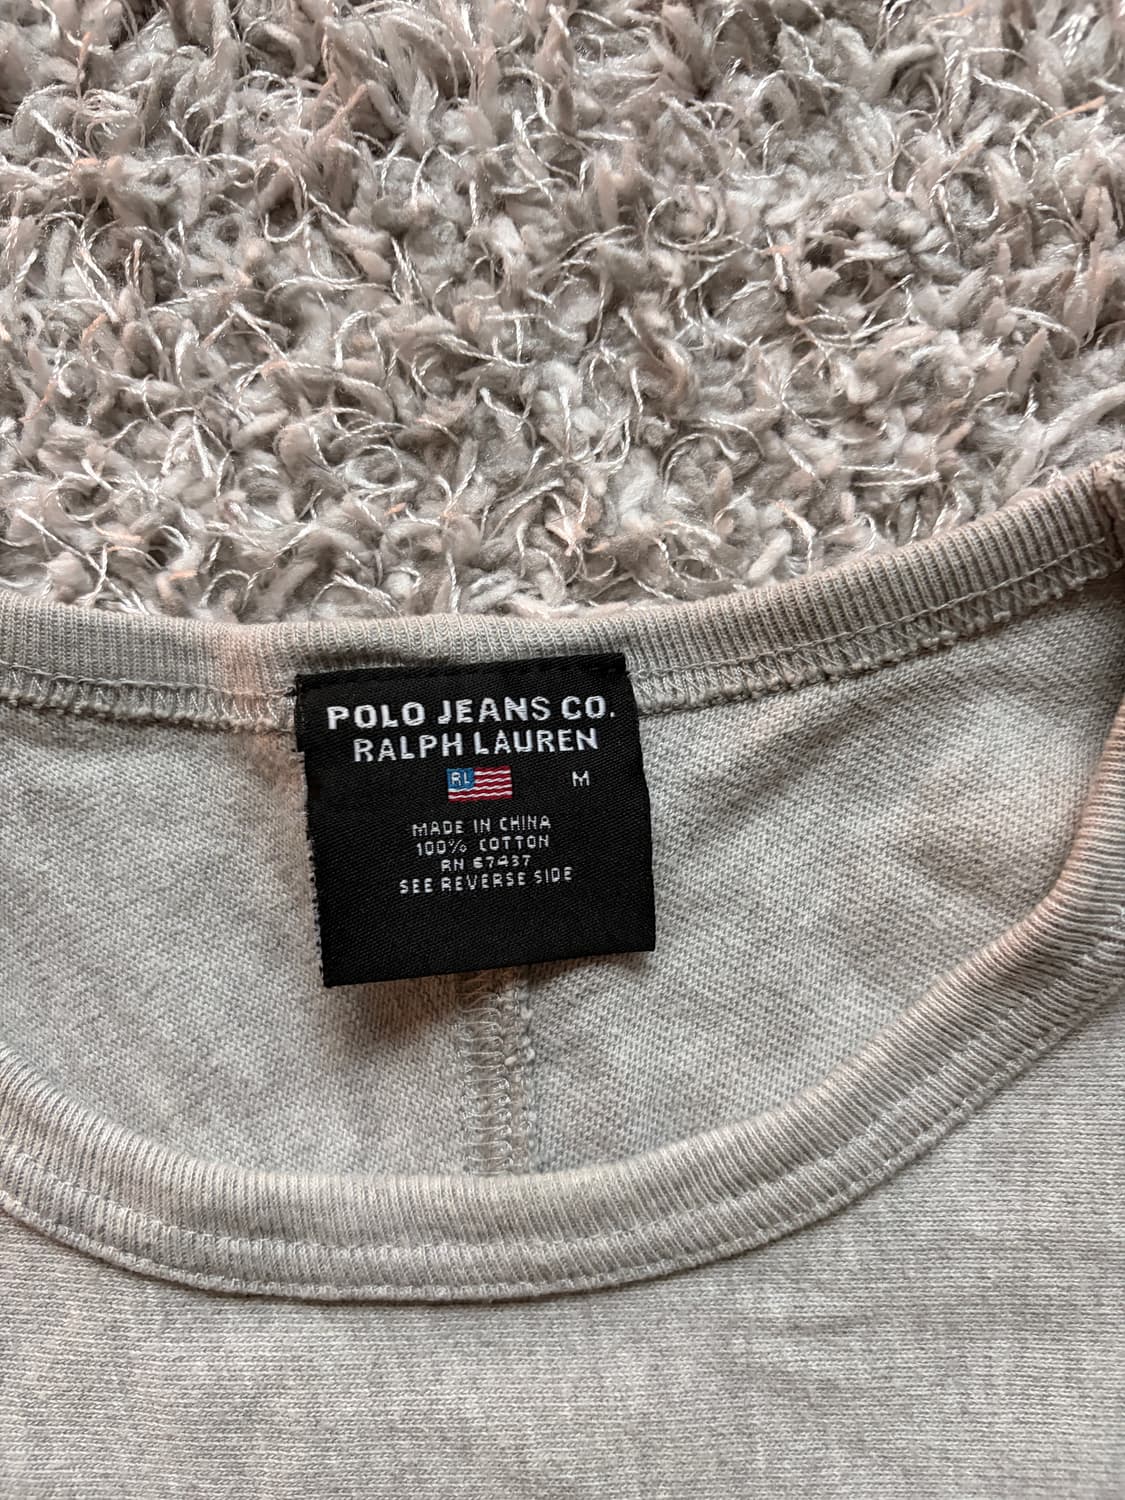 POLO JEANS CO.
RALPH LAUREN
RL M
MADE IN CHINA
100% COTTON
RN 67437
SEE REVERSE SIDE